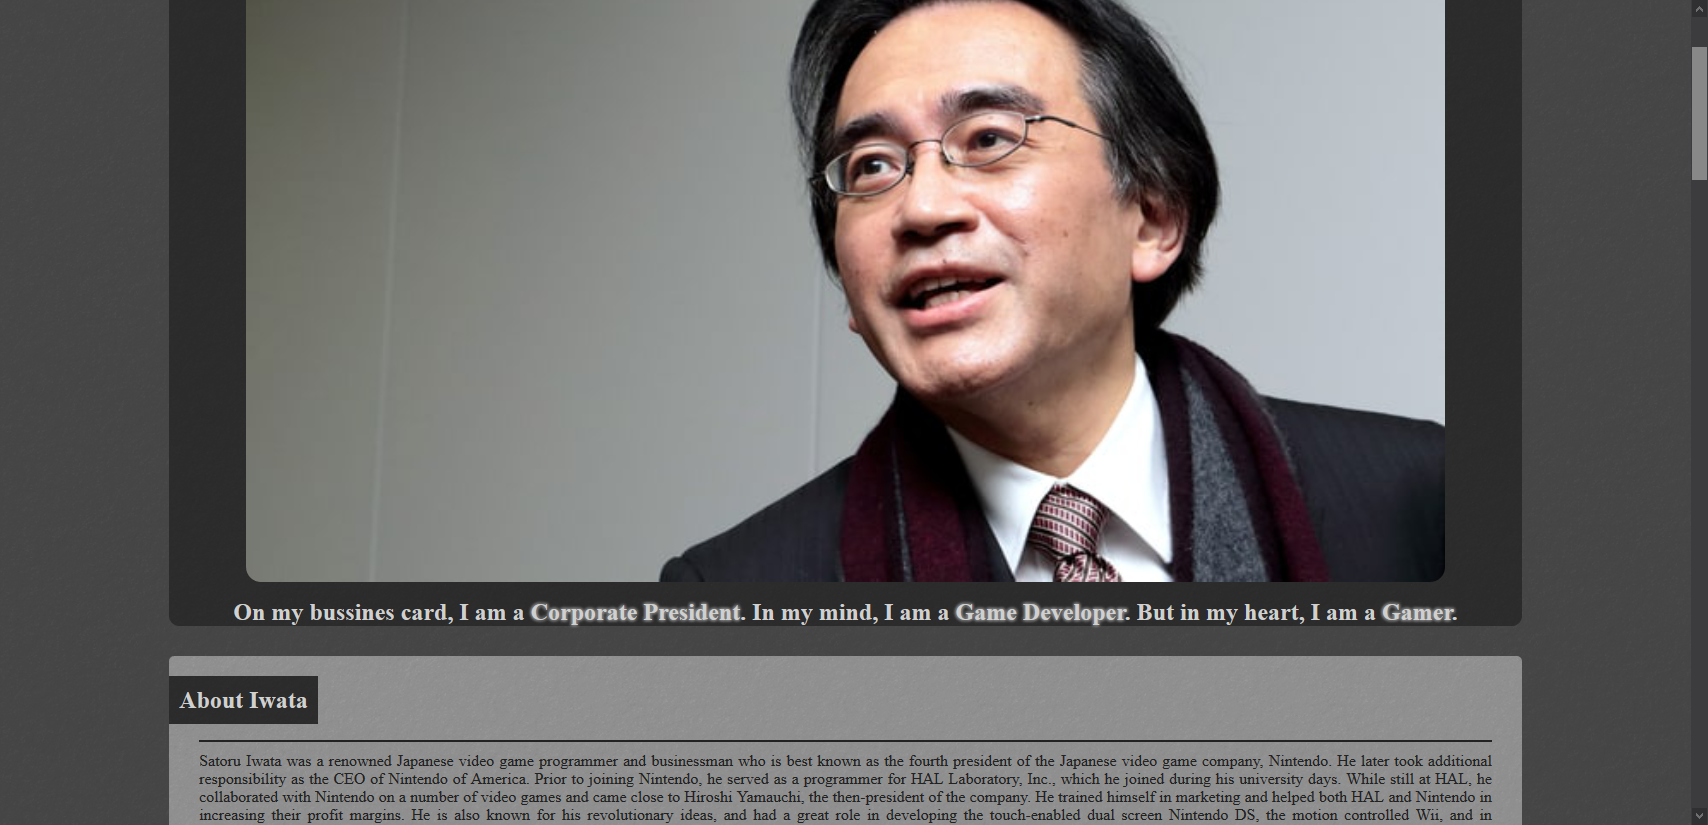 On my bussines card, I am a Corporate President. In my mind, I am a Game Developer. But in my heart, I am a Gamer.
About Iwata
Satoru Iwata was a renowned Japanese video game programmer and businessman who is best known as the fourth president of the Japanese video game company, Nintendo. He later took additional
responsibility as the CEO of Nintendo of America. Prior to joining Nintendo, he served as a programmer for HAL Laboratory, Inc., which he joined during his university days. While still at HAL, he
collaborated with Nintendo on a number of video games and came close to Hiroshi Yamauchi, the then-president of the company. He trained himself in marketing and helped both HAL and Nintendo in
increasing their profit margins. He is also known for his revolutionary ideas, and had a great role in developing the touch-enabled dual screen Nintendo DS, the motion controlled Wii, and in